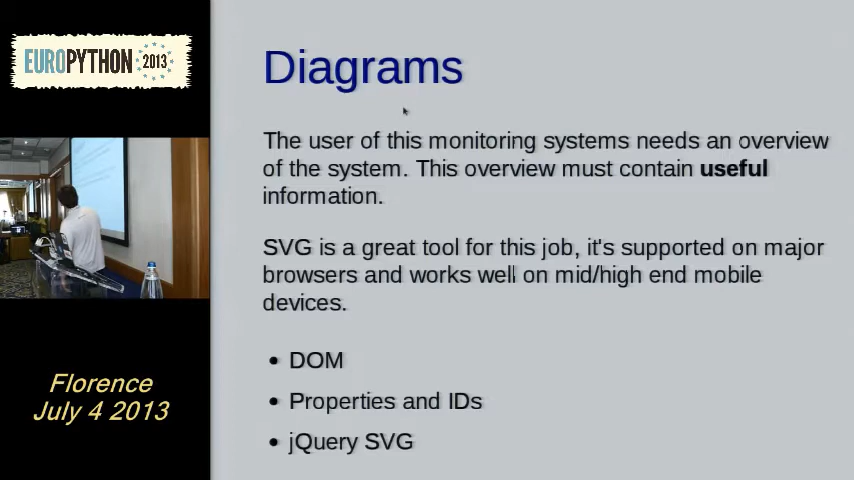 EUROPYTHON 2013
Diagrams
The user of this monitoring systems needs an overview
of the system. This overview must contain useful
information.
SVG is a great tool for this job, it's supported on major
browsers and works well on mid/high end mobile
devices.
• DOM
• Properties and IDs
• jQuery SVG
Florence
July 4 2013